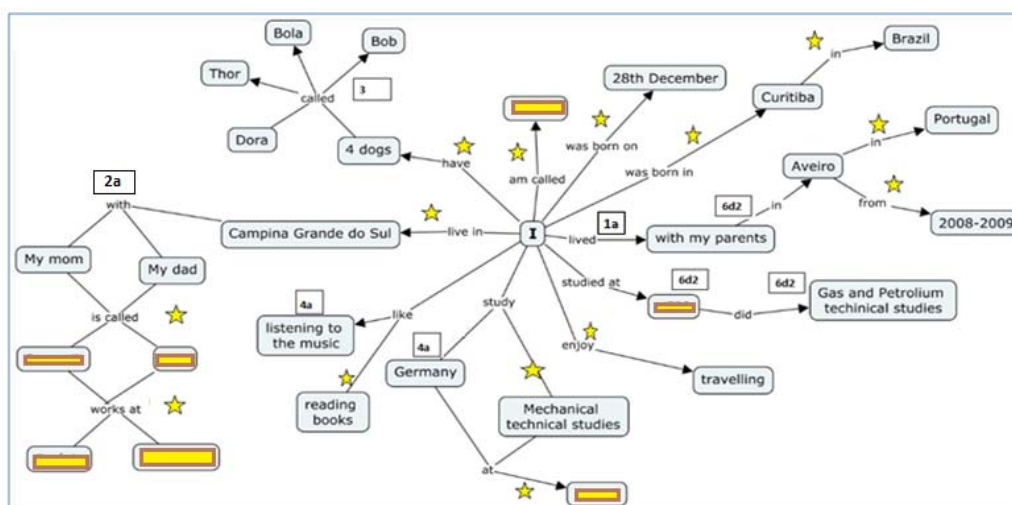 Bola
Bob
Thor
called
3
Dora
4 dogs
have
am called
28th December
was born on
was born in
Curitiba
in
Brazil
Portugal
in
Aveiro
from
2008-2009
in
6d2
with my parents
1a
lived
I
live in
Campina Grande do Sul
2a
with
My mom
My dad
is called
works at
like
4a
listening to
the music
reading
books
study
4a
Germany
Mechanical
technical studies
at
enjoy
travelling
studied at
6d2
did
6d2
Gas and Petrolium
techinical studies